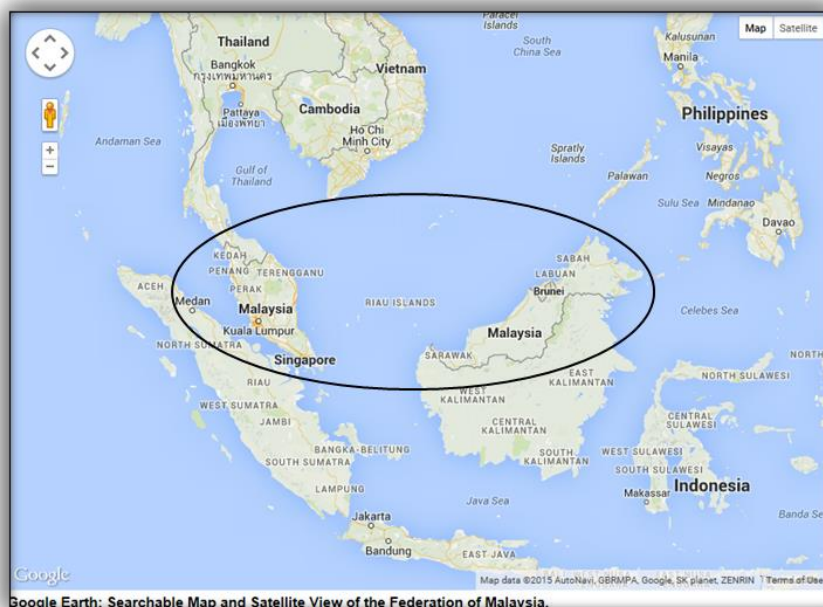 Paracel
Islands
Map Satellite
Thailand
South
China Sea
Kalusunan
Bangkok
กรุงเทพมหานคร
Manila
Vietnam
Cambodia
Pattaya
เมืองพัทยา
Philippines
Andaman Sea
Ho Chi
Minh City
Spratly
Islands
Visayas
Gulf of
Thailand
Palawan
Negros
Sulu Sea
Mindanao
Davao
KEDAH
PENANG
TERENGGANU
PERAK
SABAH
LABUAN
Brunei
ACEH
Medan
Malaysia
Kuala Lumpur
RIAU ISLANDS
Malaysia
Celebes Sea
NORTH SUMATRA
Singapore
SARAWAK
NORTH
RIAU
WEST
KALIMANTAN
EAST
KALIMANTAN
NORTH SULAWESI
WEST SUMATRA
JAMBI
CENTRAL
KALIMANTAN
CENTRAL
SULAWESI
BANGKA-BELITUNG
SOUTH SUMATRA
SOUTH
KALIMANTAN
WEST SULAWESI
SOUTH SULAWESI
LAMPUNG
Makassar
Indonesia
Java Sea
Banda Se
Jakarta
Bandung
EAST JAVA
Google
Map data ©2015 AutoNavi, GBRMPA, Google, SK planet, ZENRIN
Terms of Use
Google Earth: Searchable Map and Satellite View of the Federation of Malaysia.